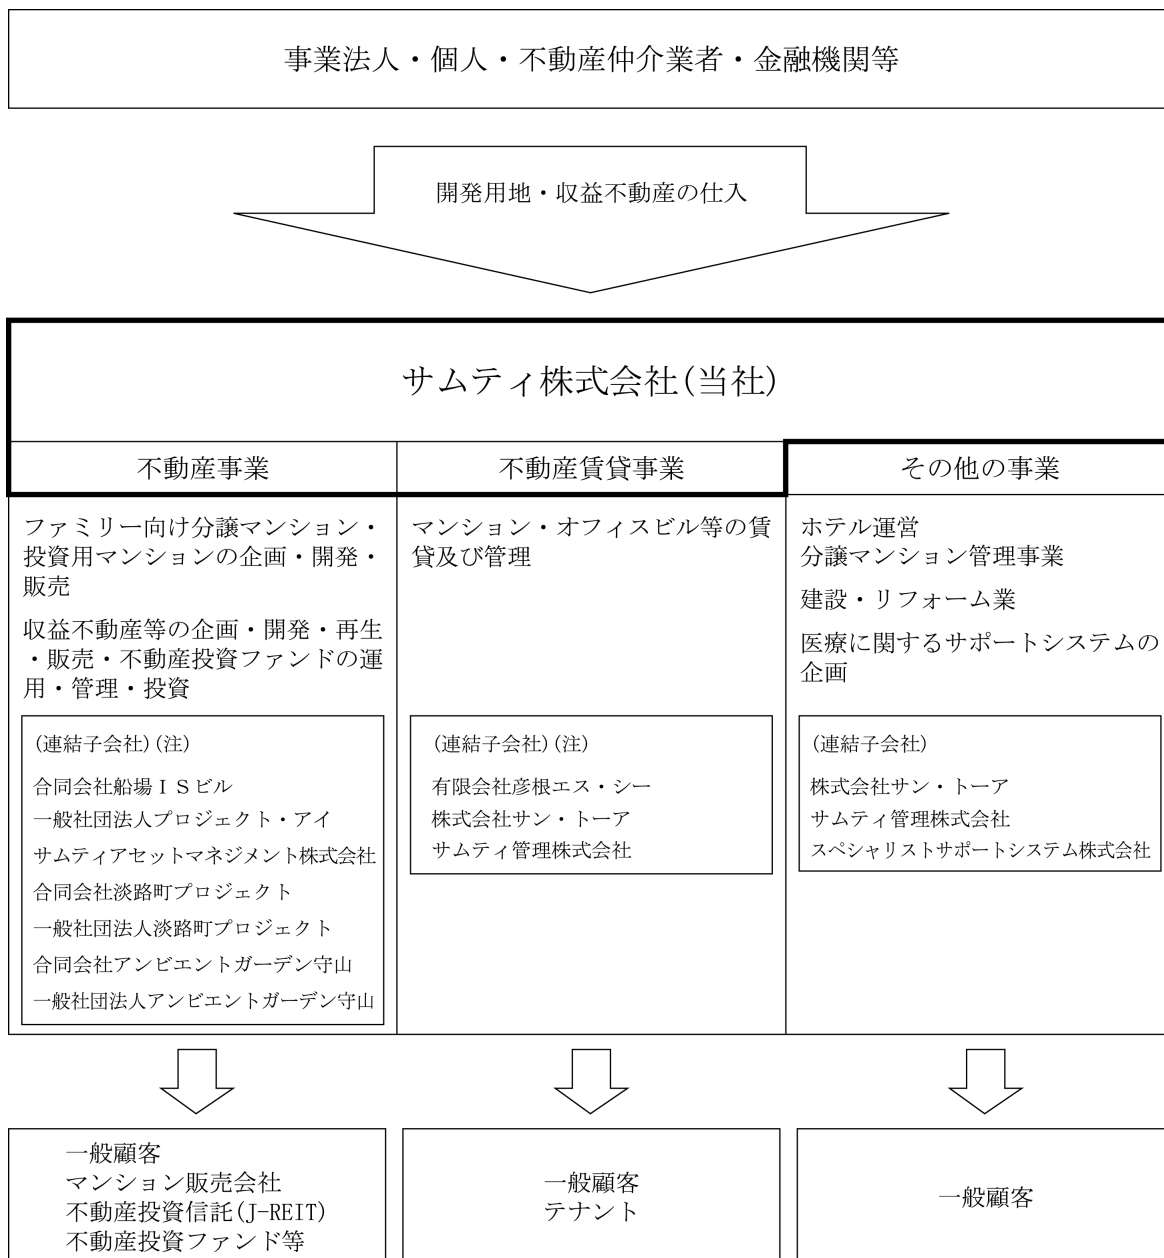 事業法人・個人・不動産仲介業者・金融機関等
開発用地・収益不動産の仕入
サムティ株式会社(当社)
不動産事業
不動産賃貸事業
その他の事業
ファミリー向け分譲マンション・
投資用マンションの企画・開発・
販売
収益不動産等の企画・開発・再生
・販売・不動産投資ファンドの運
用・管理・投資
(連結子会社)(注)
合同会社船場ＩＳビル
一般社団法人プロジェクト・アイ
サムティアセットマネジメント株式会社
合同会社淡路町プロジェクト
一般社団法人淡路町プロジェクト
合同会社アンビエントガーデン守山
一般社団法人アンビエントガーデン守山
マンション・オフィスビル等の賃
貸及び管理
(連結子会社)(注)
有限会社彦根エス・シー
株式会社サン・トーア
サムティ管理株式会社
ホテル運営
分譲マンション管理事業
建設・リフォーム業
医療に関するサポートシステムの
企画
(連結子会社)
株式会社サン・トーア
サムティ管理株式会社
スペシャリストサポートシステム株式会社
一般顧客
マンション販売会社
不動産投資信託(J-REIT)
不動産投資ファンド等
一般顧客
テナント
一般顧客